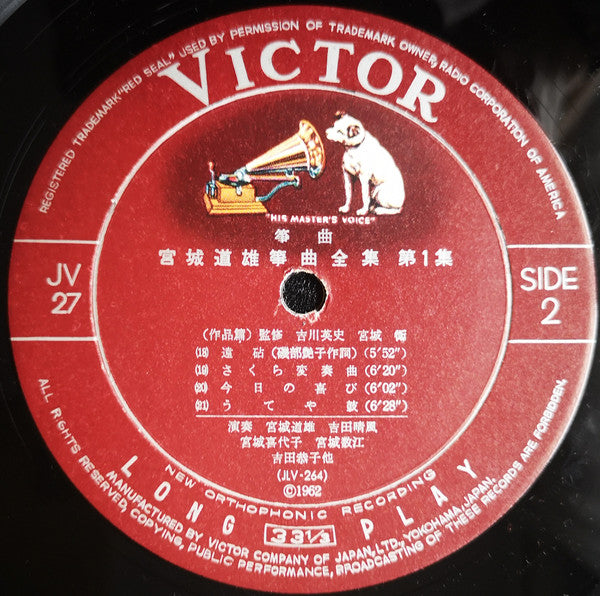 REGISTERED TRADEMARK "RED SEAL" USED BY PERMISSION OF TRADEMARK OWNER, RADIO CORPORATION OF AMERICA
VICTOR
"HIS MASTER'S VOICE"
箏曲
宮城道雄箏曲全集 第1集
JV
27
SIDE
2
(作品篇) 監修 吉川英史 宮城 衞
(18) 遠 砧 (磯部艶子作詞) (5'52")
(19) さくら変奏曲 (6'20")
(20) 今日の喜び (6'02")
(21) うてや鼓 (6'28")
演奏 宮城道雄 吉田晴風
宮城喜代子 宮城数江
吉田恭子他
(JLV-264)
©1962
NEW ORTHOPHONIC RECORDING
LONG 33 1/3 PLAY
MANUFACTURED BY VICTOR COMPANY OF JAPAN, LTD., YOKOHAMA, JAPAN.
ALL RIGHTS RESERVED, COPYING, PUBLIC PERFORMANCE, BROADCASTING OF THESE RECORDS ARE FORBIDDEN.